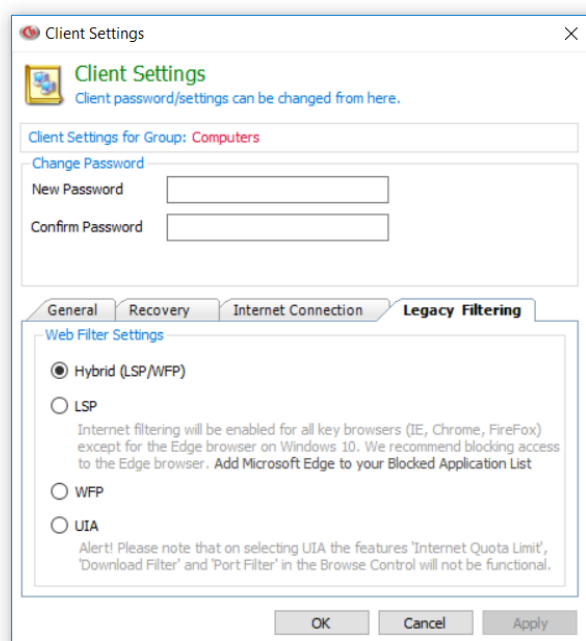 Client Settings
Client Settings
Client password/settings can be changed from here.
Client Settings for Group: Computers
Change Password
New Password
Confirm Password
General Recovery Internet Connection Legacy Filtering
Web Filter Settings
Hybrid (LSP/WFP)
LSP
Internet filtering will be enabled for all key browsers (IE, Chrome, FireFox)
except for the Edge browser on Windows 10. We recommend blocking access
to the Edge browser. Add Microsoft Edge to your Blocked Application List
WFP
UIA
Alert! Please note that on selecting UIA the features 'Internet Quota Limit',
'Download Filter' and 'Port Filter' in the Browse Control will not be functional.
OK Cancel Apply